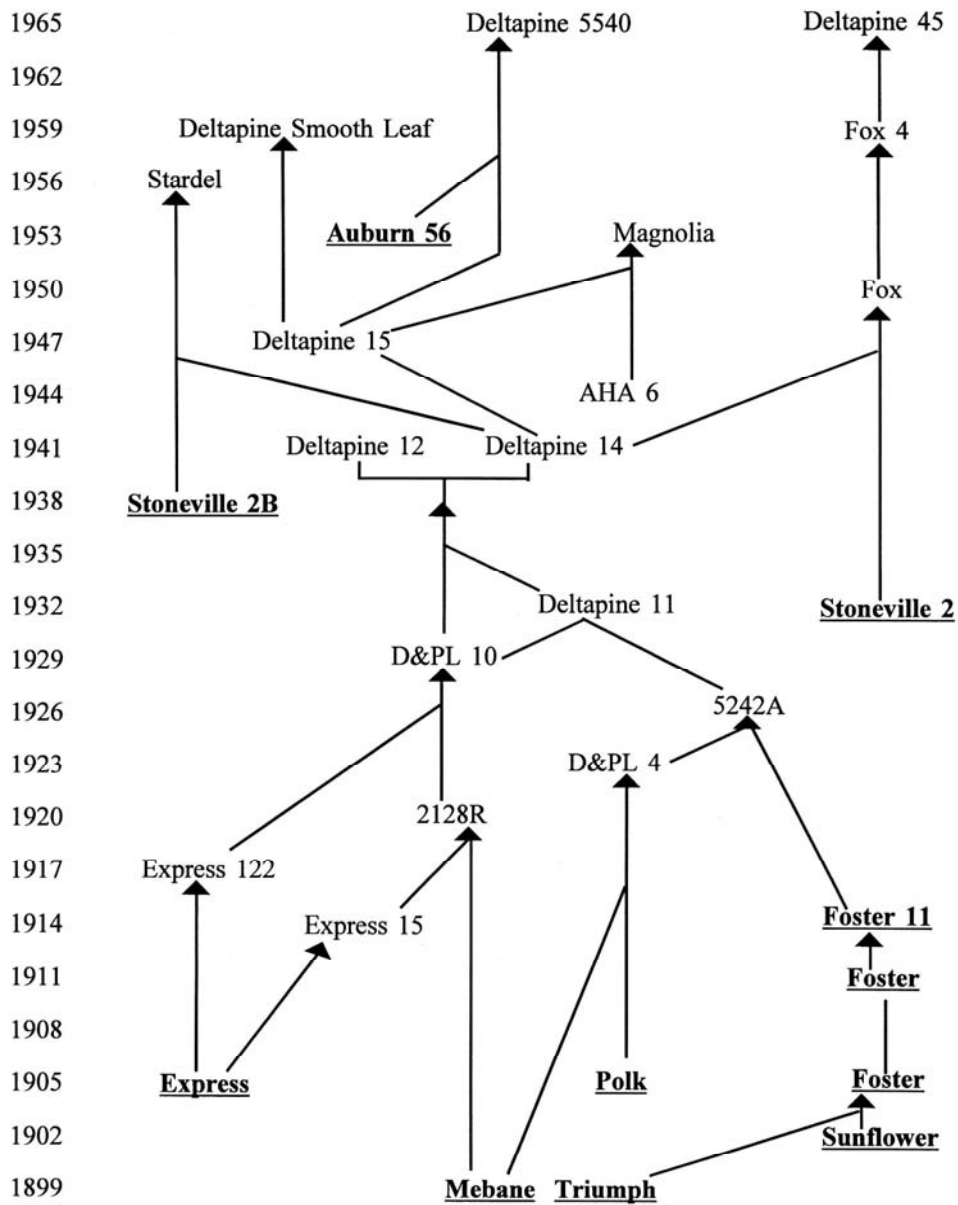 1965 Deltapine 5540 Deltapine 45
1962
1959 Deltapine Smooth Leaf Fox 4
1956 Stardel
1953 Auburn 56 Magnolia
1950 Fox
1947 Deltapine 15
1944 AHA 6
1941 Deltapine 12 Deltapine 14
1938 Stoneville 2B
1935
1932 Deltapine 11 Stoneville 2
1929 D&PL 10
1926 5242A
1923 D&PL 4
1920 2128R
1917 Express 122
1914 Express 15 Foster 11
1911 Foster
1908
1905 Express Polk Foster
1902 Sunflower
1899 Mebane Triumph